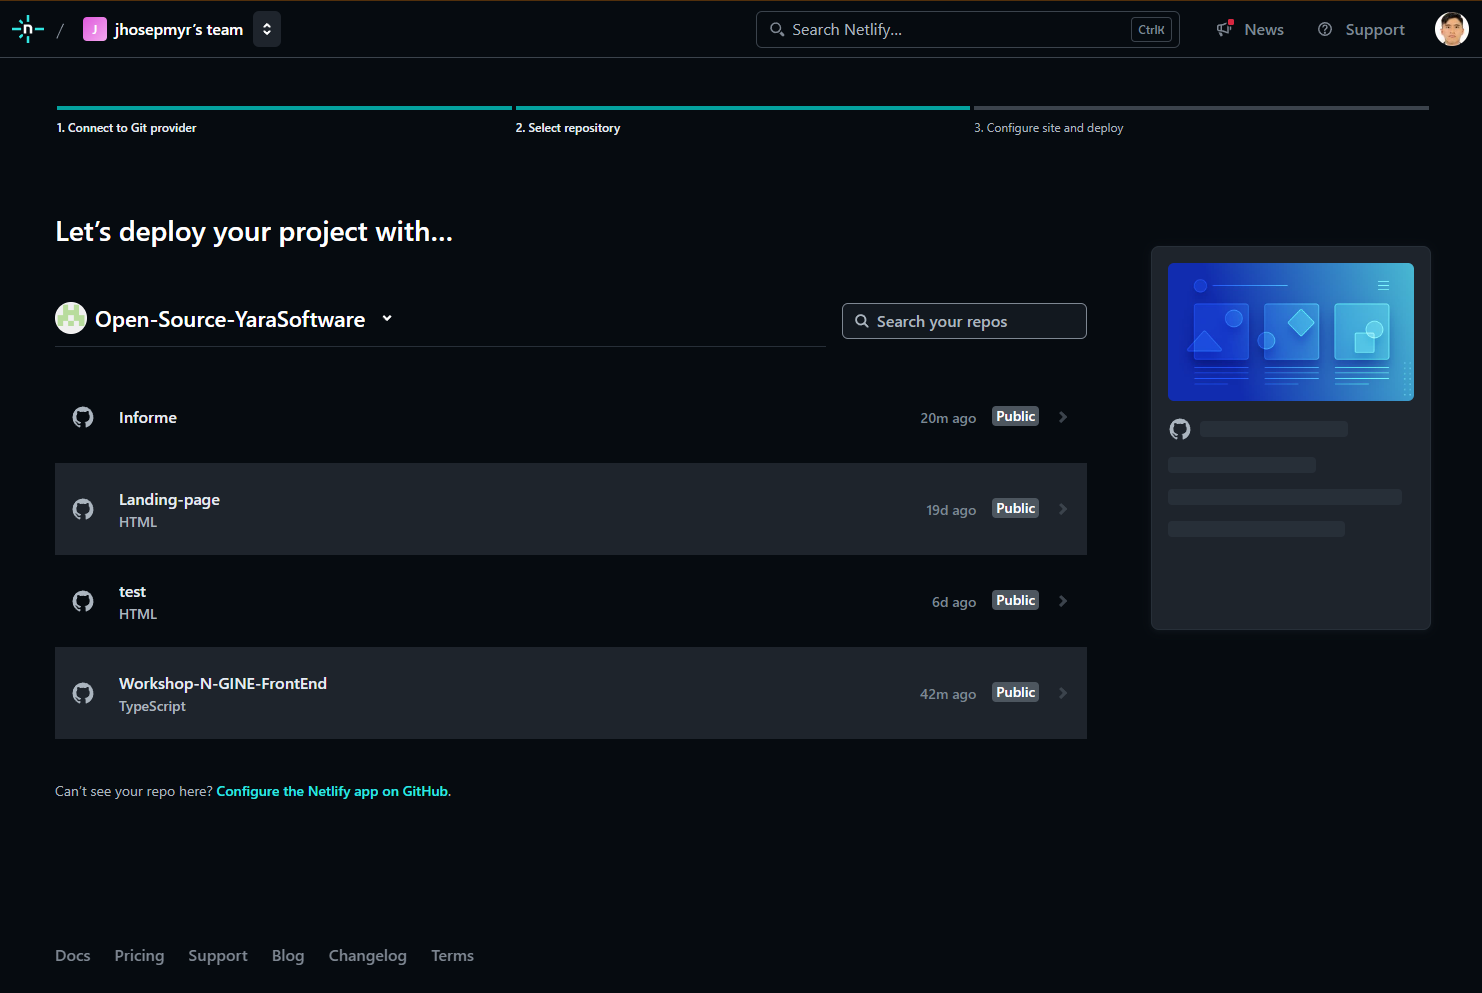 n / J jhosepmyr's team
Search Netlify... CtrlK
News
Support
1. Connect to Git provider
2. Select repository
3. Configure site and deploy
Let's deploy your project with...
Open-Source-YaraSoftware
Search your repos
Informe
20m ago Public
Landing-page
HTML
19d ago Public
test
HTML
6d ago Public
Workshop-N-GINE-FrontEnd
TypeScript
42m ago Public
Can't see your repo here? Configure the Netlify app on GitHub.
Docs Pricing Support Blog Changelog Terms